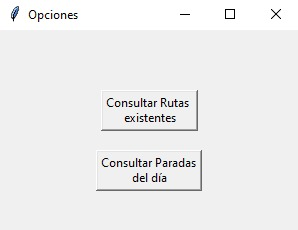 Opciones
Consultar Rutas
existentes
Consultar Paradas
del día